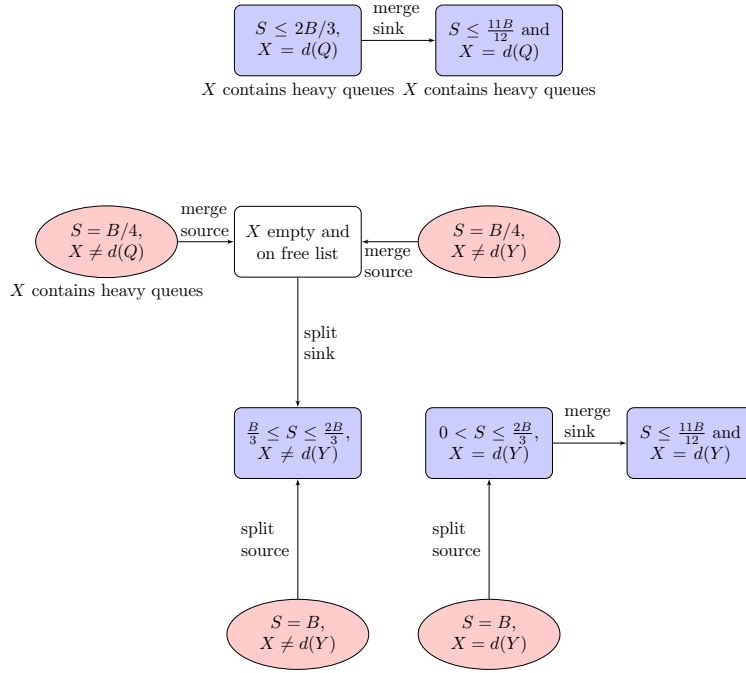 S ≤ 2B/3,
X = d(Q)
merge
sink
S ≤ 11B/12 and
X = d(Q)
X contains heavy queues
X contains heavy queues
S = B/4,
X ≠ d(Q)
merge
source
X empty and
on free list
merge
source
S = B/4,
X ≠ d(Y)
X contains heavy queues
split
sink
B/3 ≤ S ≤ 2B/3,
X ≠ d(Y)
0 < S ≤ 2B/3,
X = d(Y)
merge
sink
S ≤ 11B/12 and
X = d(Y)
split
source
split
source
S = B,
X ≠ d(Y)
S = B,
X = d(Y)